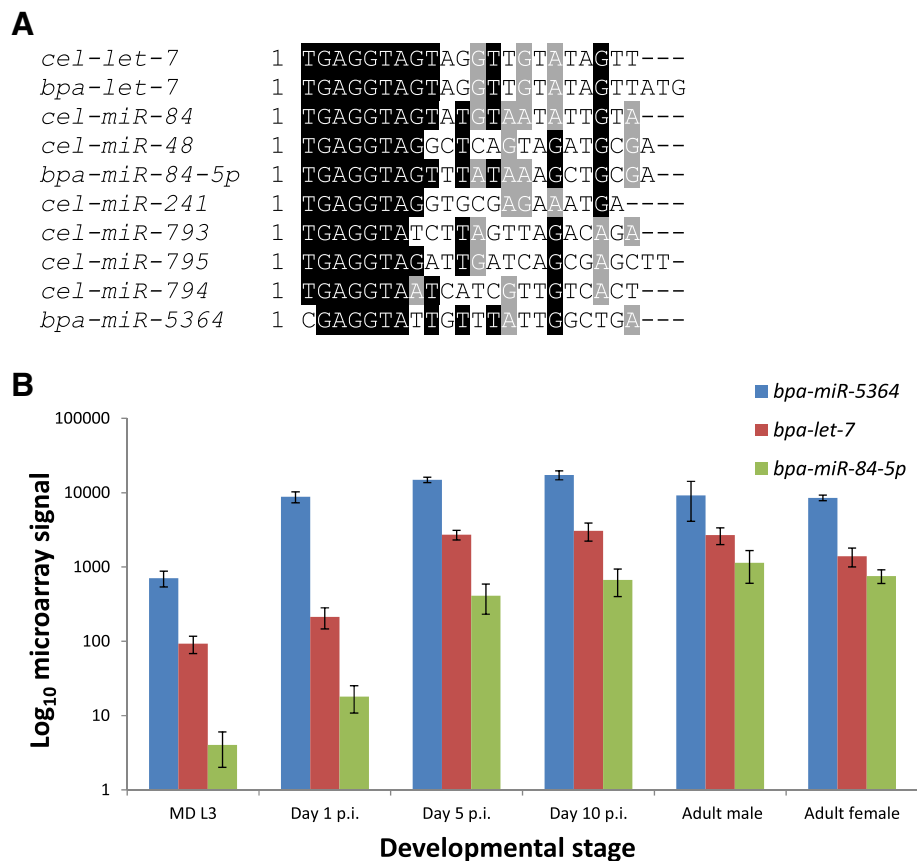 A
cel-let-7 1 TGAGGTAGTAGGTTGTATAGTT---
bpa-let-7 1 TGAGGTAGTAGGTTGTATAGTTATG
cel-miR-84 1 TGAGGTAGTATGTAATATTGTA---
cel-miR-48 1 TGAGGTAGGCTCAGTAGATGCGA--
bpa-miR-84-5p 1 TGAGGTAGTTTATAAAGCTGCGA--
cel-miR-241 1 TGAGGTAGGTGCGAGAAATGA----
cel-miR-793 1 TGAGGTATCTTAGTTAGACAGA---
cel-miR-795 1 TGAGGTAGATTGATCAGCGAGCTT-
cel-miR-794 1 TGAGGTAATCATCGTTGTCACT---
bpa-miR-5364 1 CGAGGTATTGTTTATTGGCTGA---
B
bpa-miR-5364
bpa-let-7
bpa-miR-84-5p
Log10 microarray signal
100000
10000
1000
100
10
1
MD L3 Day 1 p.i. Day 5 p.i. Day 10 p.i. Adult male Adult female
Developmental stage